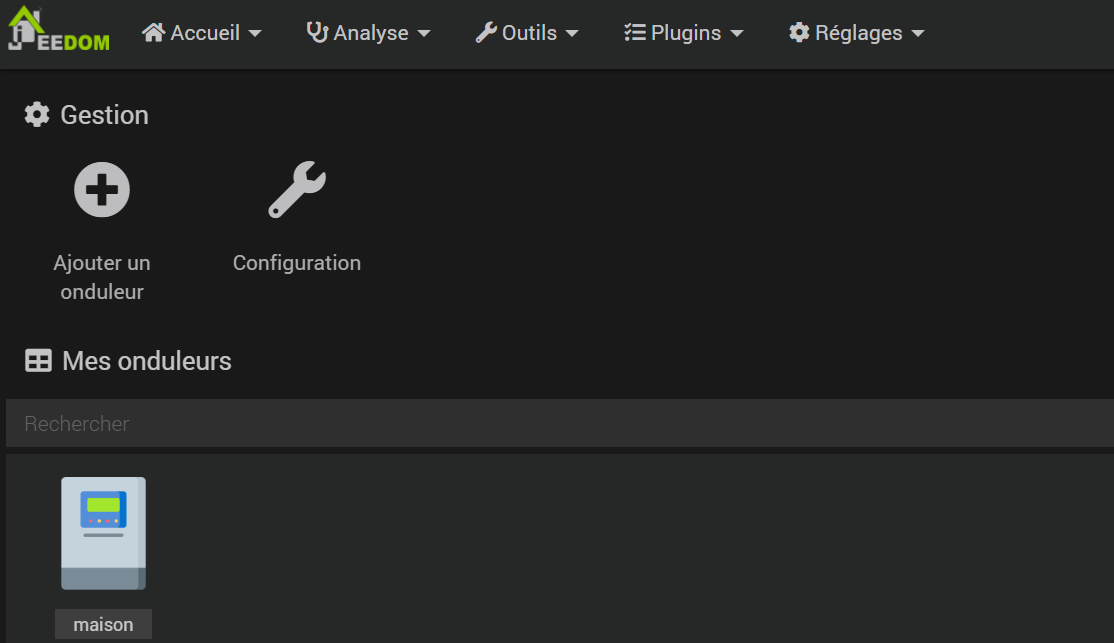 JEEDOM Accueil Analyse Outils Plugins Réglages
Gestion
Ajouter un
onduleur
Configuration
Mes onduleurs
Rechercher
maison